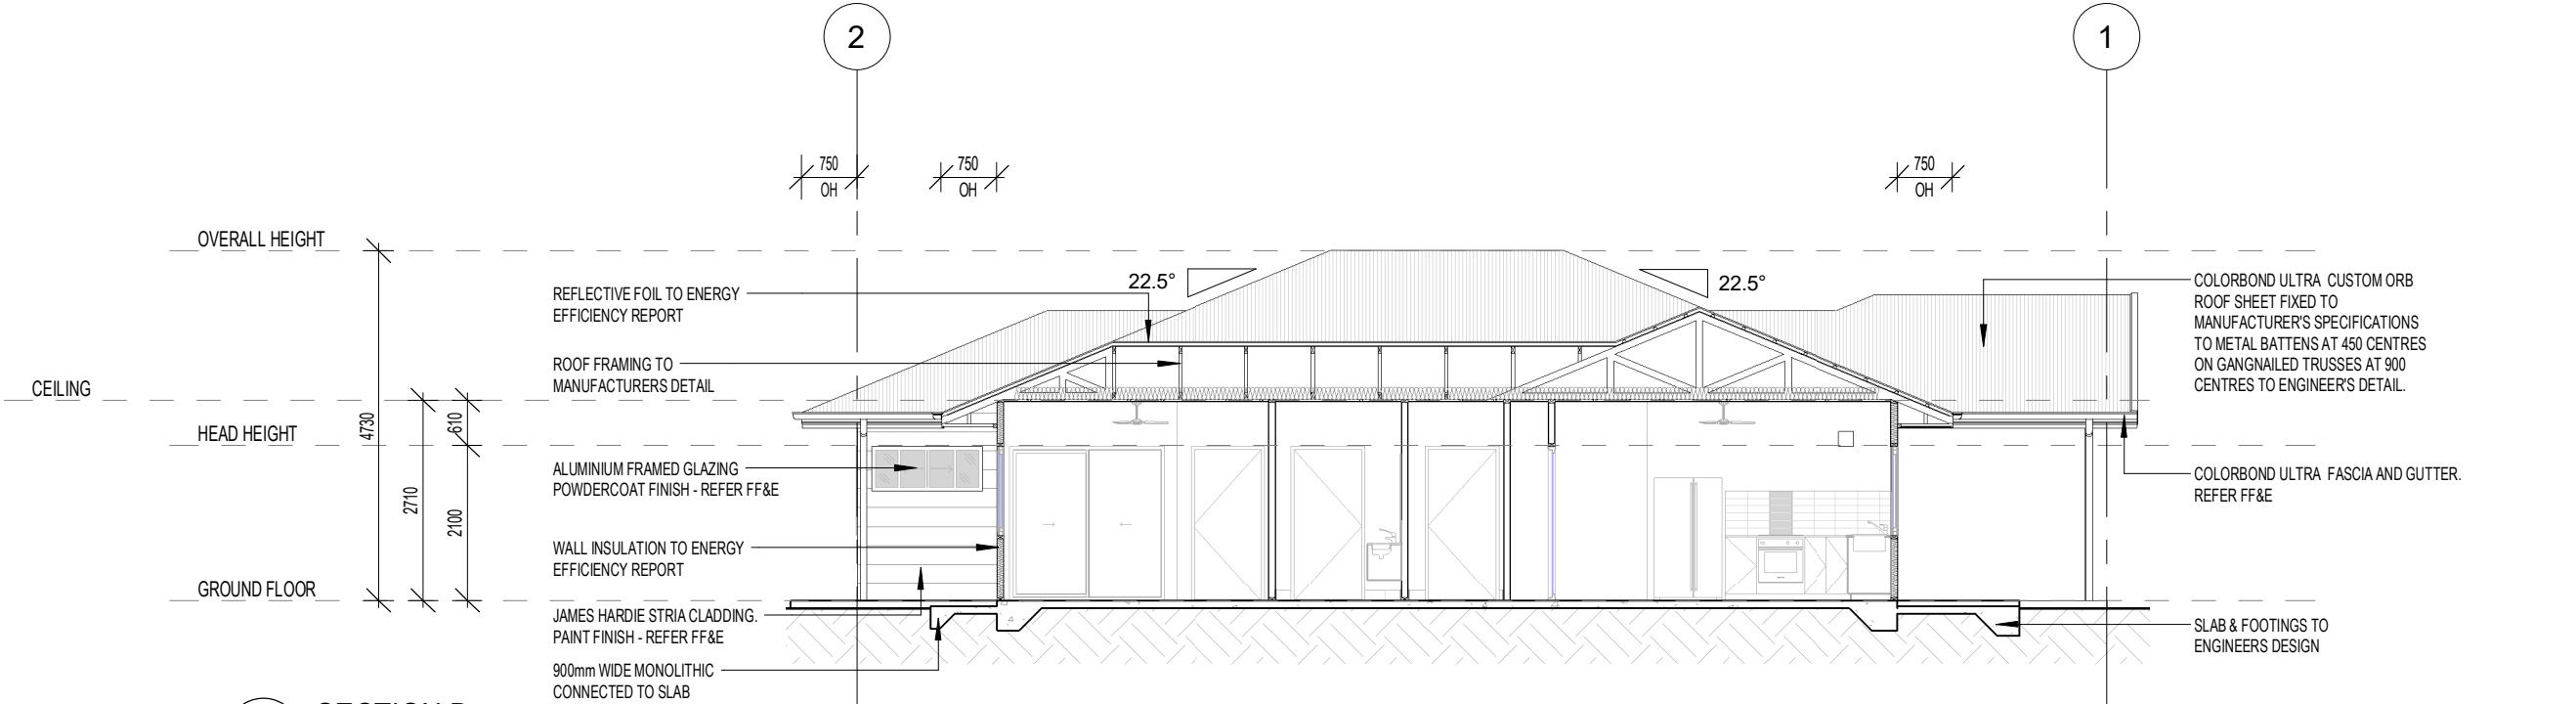 2
1
750
OH
750
OH
750
OH
OVERALL HEIGHT
22.5°
22.5°
REFLECTIVE FOIL TO ENERGY
EFFICIENCY REPORT
COLORBOND ULTRA CUSTOM ORB
ROOF SHEET FIXED TO
MANUFACTURER'S SPECIFICATIONS
TO METAL BATTENS AT 450 CENTRES
ON GANGNAILED TRUSSES AT 900
CENTRES TO ENGINEER'S DETAIL.
ROOF FRAMING TO
MANUFACTURERS DETAIL
CEILING
4730
610
HEAD HEIGHT
2710
2100
ALUMINIUM FRAMED GLAZING
POWDERCOAT FINISH - REFER FF&E
COLORBOND ULTRA FASCIA AND GUTTER.
REFER FF&E
WALL INSULATION TO ENERGY
EFFICIENCY REPORT
GROUND FLOOR
JAMES HARDIE STRIA CLADDING.
PAINT FINISH - REFER FF&E
SLAB & FOOTINGS TO
ENGINEERS DESIGN
900mm WIDE MONOLITHIC
CONNECTED TO SLAB